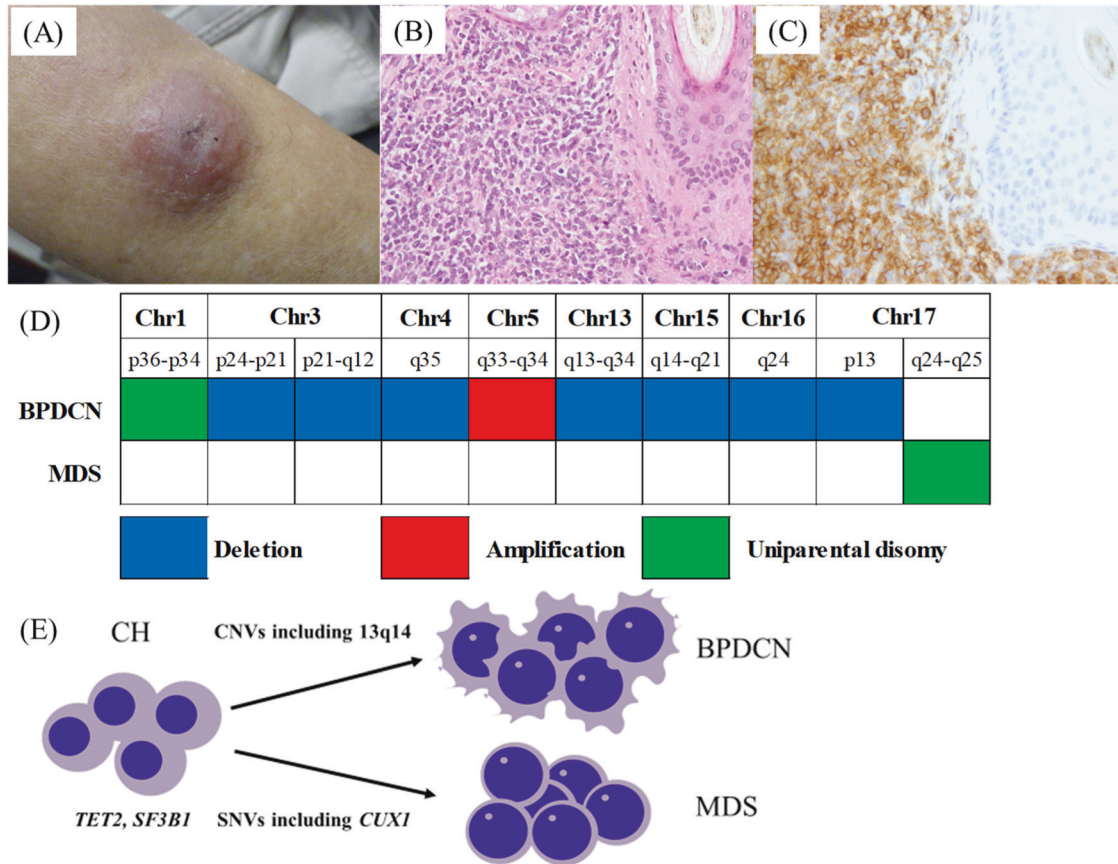 (A) (B) (C)
(D)
Chr1 Chr3 Chr4 Chr5 Chr13 Chr15 Chr16 Chr17
p36-p34 p24-p21 p21-q12 q35 q33-q34 q13-q34 q14-q21 q24 p13 q24-q25
BPDCN
MDS
Deletion Amplification Uniparental disomy
(E)
CH CNVs including 13q14 BPDCN
TET2, SF3B1 SNVs including CUX1 MDS